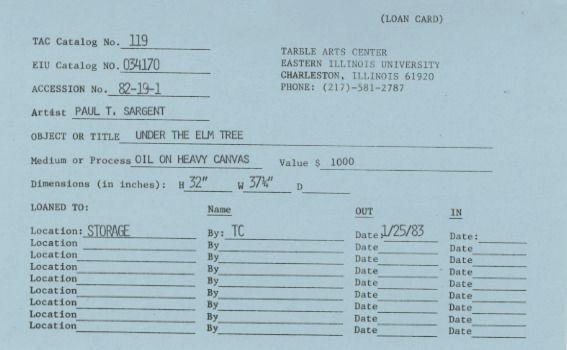 (LOAN CARD)
TAC Catalog No. 119
EIU Catalog NO. 034170
ACCESSION No. 82-19-1
TARBLE ARTS CENTER
EASTERN ILLINOIS UNIVERSITY
CHARLESTON, ILLINOIS 61920
PHONE: (217)-581-2787
Artist PAUL T. SARGENT
OBJECT OR TITLE UNDER THE ELM TREE
Medium or Process OIL ON HEAVY CANVAS Value $ 1000
Dimensions (in inches): H 32" W 37¼" D
LOANED TO: Name OUT IN
Location: STORAGE By: TC Date: 1/25/83 Date:
Location By Date Date
Location By Date Date
Location By Date Date
Location By Date Date
Location By Date Date
Location By Date Date
Location By Date Date
Location By Date Date